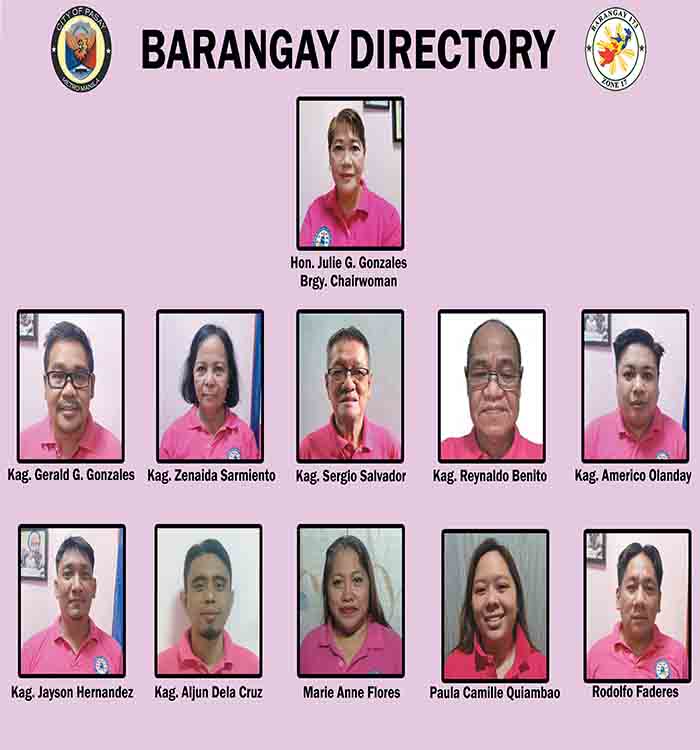 CITY OF PASAY
METRO MANILA
BARANGAY DIRECTORY
BARANGAY 173
ZONE 17
Hon. Julie G. Gonzales
Brgy. Chairwoman
Kag. Gerald G. Gonzales
Kag. Zenaida Sarmiento
Kag. Sergio Salvador
Kag. Reynaldo Benito
Kag. Americo Olanday
Kag. Jayson Hernandez
Kag. Aljun Dela Cruz
Marie Anne Flores
Paula Camille Quiambao
Rodolfo Faderes